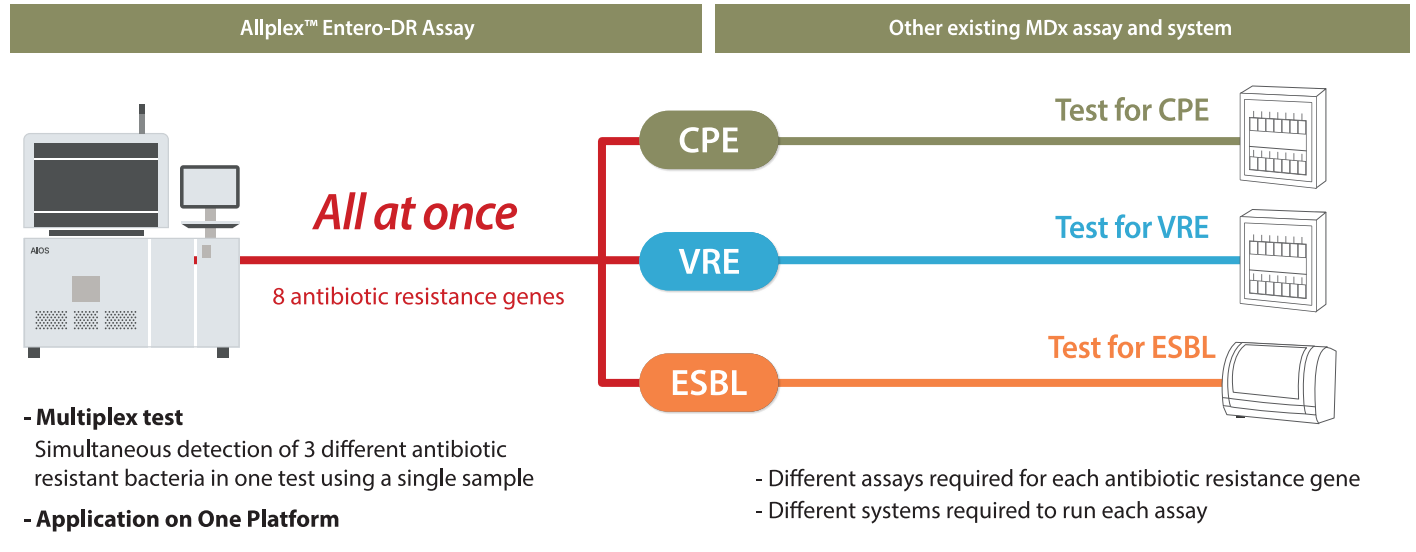 Allplex™ Entero-DR Assay
Other existing MDx assay and system
AIOS
All at once
8 antibiotic resistance genes
CPE
VRE
ESBL
Test for CPE
Test for VRE
Test for ESBL
- Multiplex test
Simultaneous detection of 3 different antibiotic
resistant bacteria in one test using a single sample
- Application on One Platform
- Different assays required for each antibiotic resistance gene
- Different systems required to run each assay